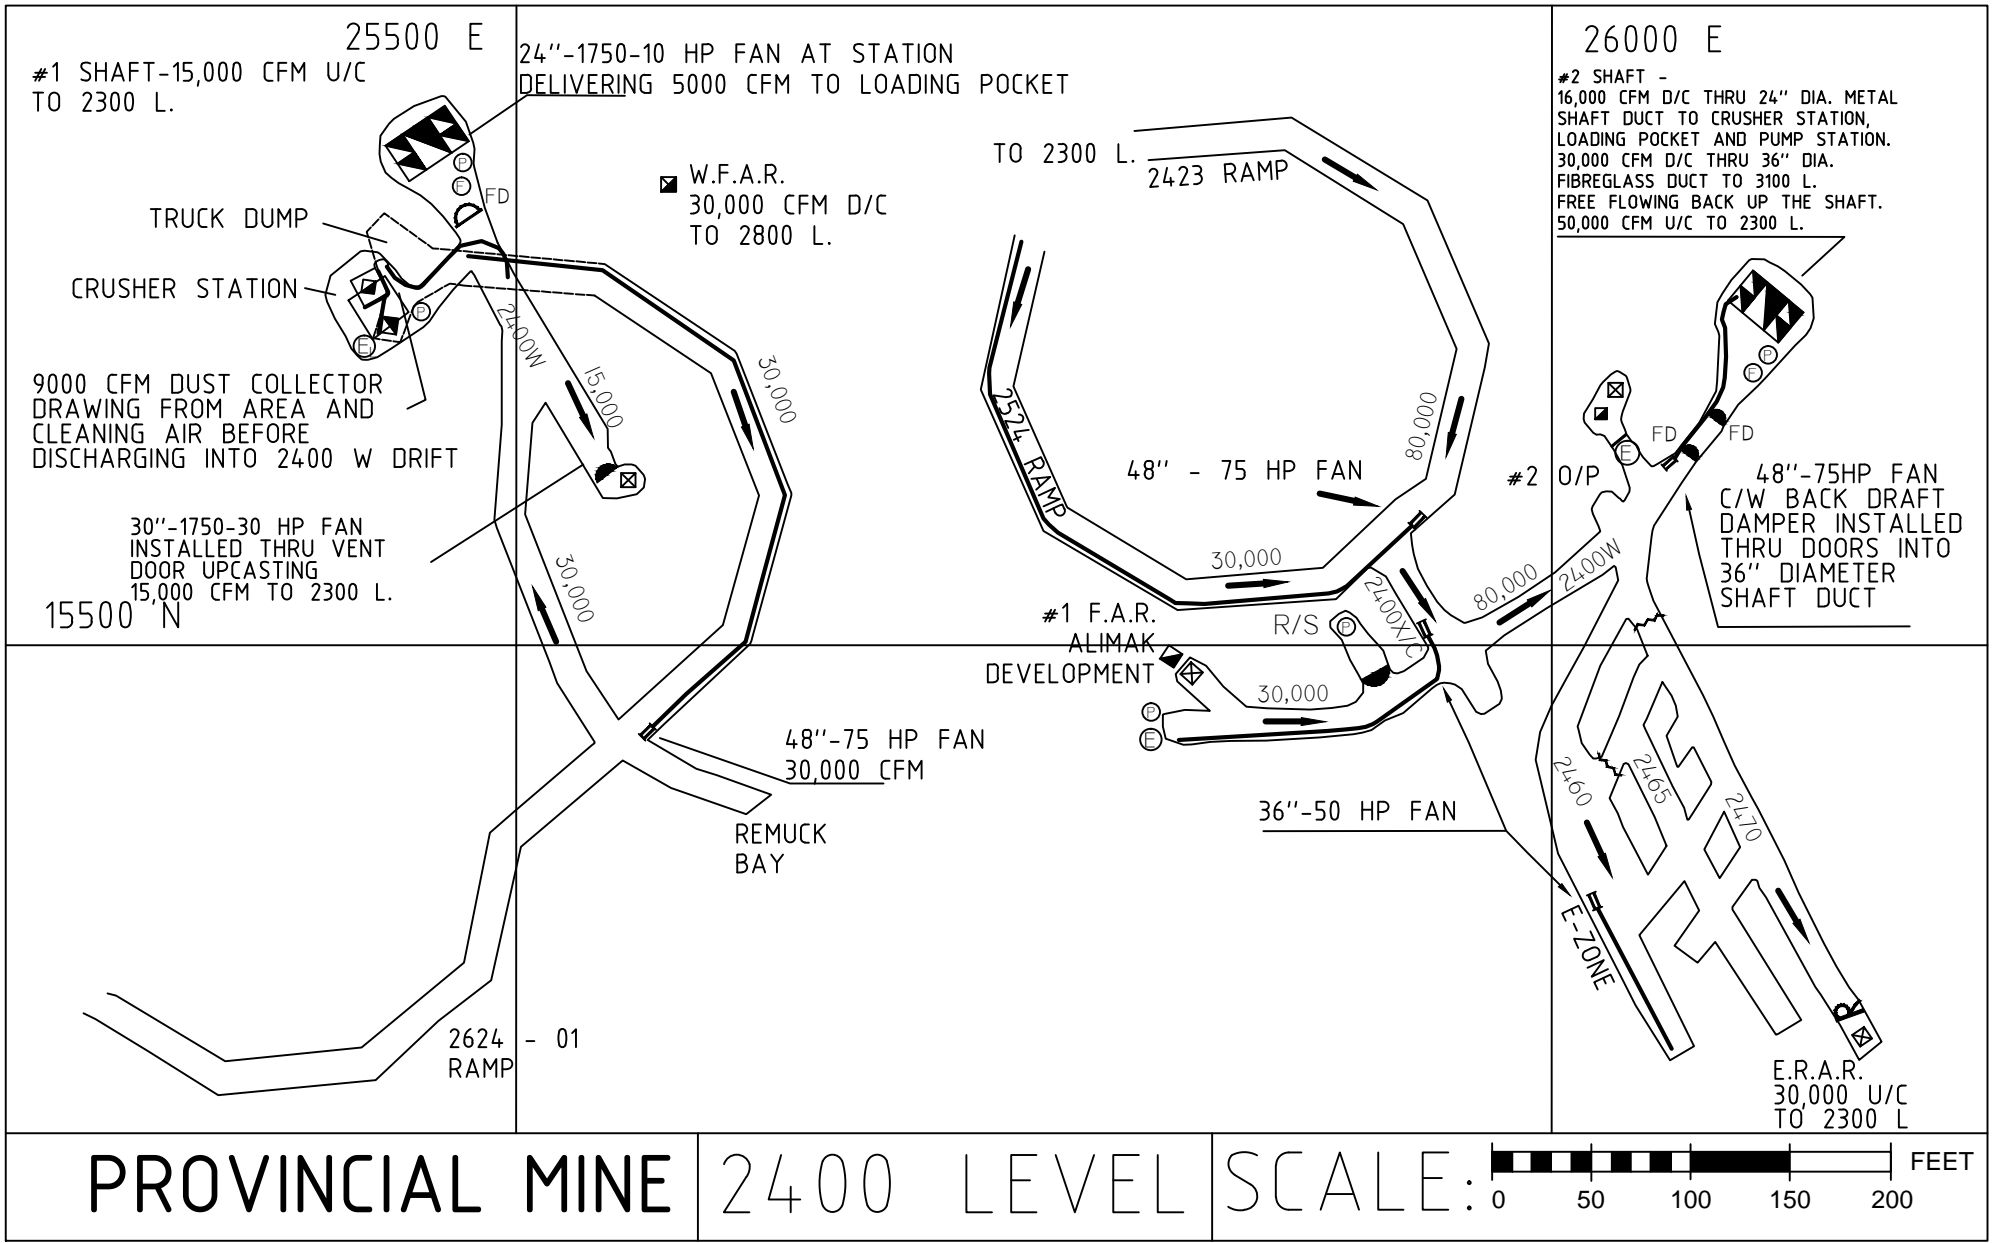 25500 E
#1 SHAFT-15,000 CFM U/C
TO 2300 L.
24"-1750-10 HP FAN AT STATION
DELIVERING 5000 CFM TO LOADING POCKET
26000 E
#2 SHAFT -
16,000 CFM D/C THRU 24" DIA. METAL
SHAFT DUCT TO CRUSHER STATION,
LOADING POCKET AND PUMP STATION.
30,000 CFM D/C THRU 36" DIA.
FIBREGLASS DUCT TO 3100 L.
FREE FLOWING BACK UP THE SHAFT.
50,000 CFM U/C TO 2300 L.
P
F
FD
TRUCK DUMP
CRUSHER STATION
P
E
W.F.A.R.
30,000 CFM D/C
TO 2800 L.
TO 2300 L.
2423 RAMP
2400W
15,000
30,000
9000 CFM DUST COLLECTOR
DRAWING FROM AREA AND
CLEANING AIR BEFORE
DISCHARGING INTO 2400 W DRIFT
30"-1750-30 HP FAN
INSTALLED THRU VENT
DOOR UPCASTING
15,000 CFM TO 2300 L.
15500 N
30,000
2524 RAMP
80,000
48" - 75 HP FAN
30,000
P
F
FD
FD
E
#2 O/P
48"-75HP FAN
C/W BACK DRAFT
DAMPER INSTALLED
THRU DOORS INTO
36" DIAMETER
SHAFT DUCT
80,000
2400W
2400X/C
R/S
P
#1 F.A.R.
ALIMAK
DEVELOPMENT
30,000
P
E
48"-75 HP FAN
30,000 CFM
REMUCK
BAY
36"-50 HP FAN
2460
2465
2470
E-ZONE
R
2624 - 01
RAMP
E.R.A.R.
30,000 U/C
TO 2300 L
PROVINCIAL MINE
2400 LEVEL
SCALE:
0 50 100 150 200
FEET